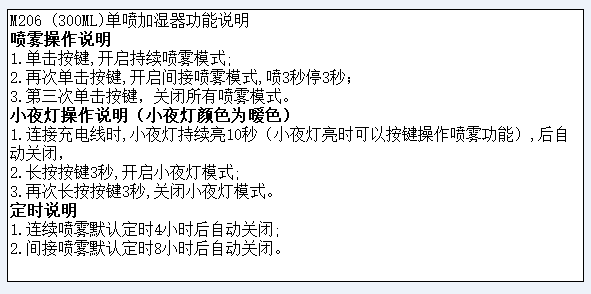 M206 (300ML)单喷加湿器功能说明
喷雾操作说明
1.单击按键,开启持续喷雾模式;
2.再次单击按键,开启间接喷雾模式,喷3秒停3秒;
3.第三次单击按键，关闭所有喷雾模式。
小夜灯操作说明（小夜灯颜色为暖色）
1.连接充电线时,小夜灯持续亮10秒（小夜灯亮时可以按键操作喷雾功能）,后自
动关闭，
2.长按按键3秒,开启小夜灯模式;
3.再次长按按键3秒,关闭小夜灯模式。
定时说明
1.连续喷雾默认定时4小时后自动关闭;
2.间接喷雾默认定时8小时后自动关闭。